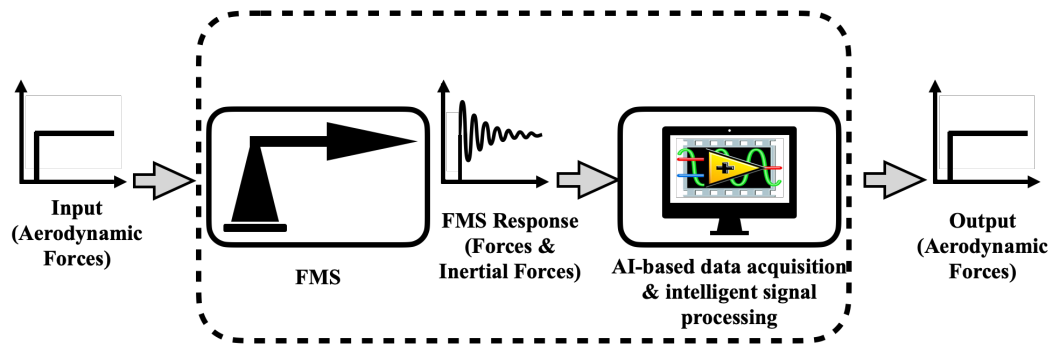 Input
(Aerodynamic
Forces)
FMS
FMS Response
(Forces &
Inertial Forces)
AI-based data acquisition
& intelligent signal
processing
Output
(Aerodynamic
Forces)